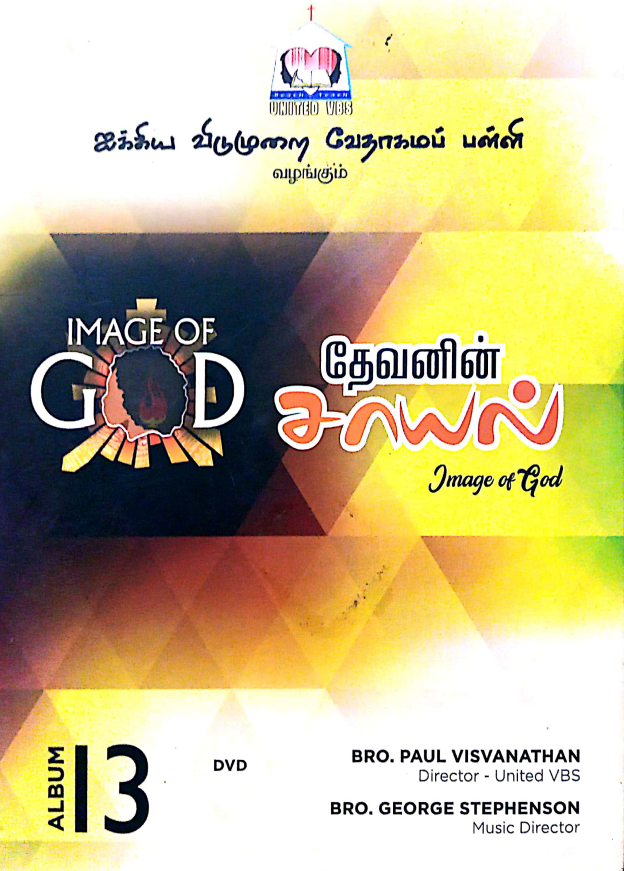 UNITED VBS
ஐக்கிய விடுமுறை வேதாகமப் பள்ளி
வழங்கும்
IMAGE OF
GOD
தேவனின்
சாயல்
Image of God
ALBUM
13
DVD
BRO. PAUL VISVANATHAN
Director - United VBS
BRO. GEORGE STEPHENSON
Music Director